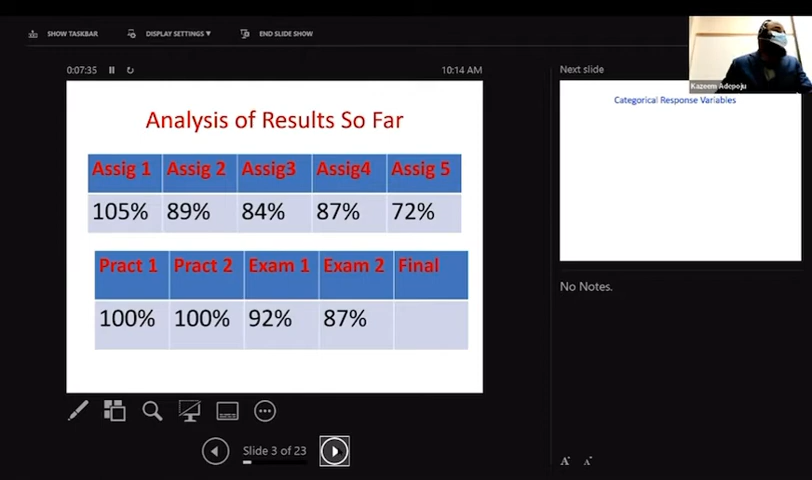 SHOW TASKBAR DISPLAY SETTINGS ▼ END SLIDE SHOW
Kazeem Adepoju
0:07:35 10:14 AM
Next slide
Analysis of Results So Far
Categorical Response Variables
Assig 1 Assig 2 Assig3 Assig4 Assig 5
105% 89% 84% 87% 72%
Pract 1 Pract 2 Exam 1 Exam 2 Final
100% 100% 92% 87%
No Notes.
Slide 3 of 23
A A